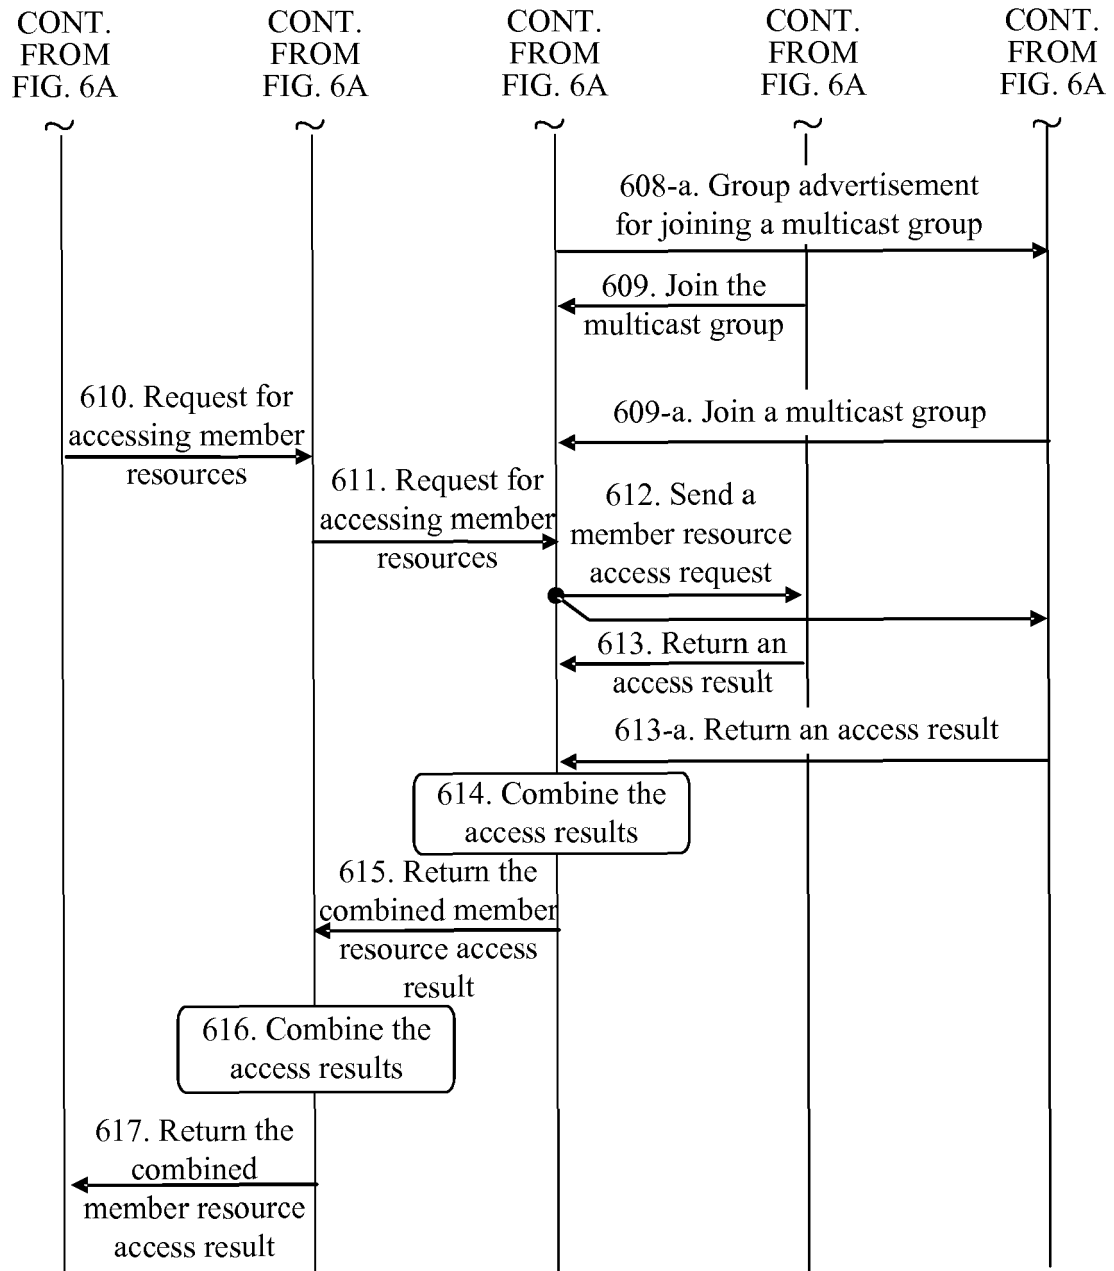 CONT.
FROM
FIG. 6A
CONT.
FROM
FIG. 6A
CONT.
FROM
FIG. 6A
CONT.
FROM
FIG. 6A
CONT.
FROM
FIG. 6A
608-a. Group advertisement
for joining a multicast group
609. Join the
multicast group
609-a. Join a multicast group
610. Request for
accessing member
resources
611. Request for
accessing member
resources
612. Send a
member resource
access request
613. Return an
access result
613-a. Return an access result
614. Combine the
access results
615. Return the
combined member
resource access
result
616. Combine the
access results
617. Return the
combined
member resource
access result